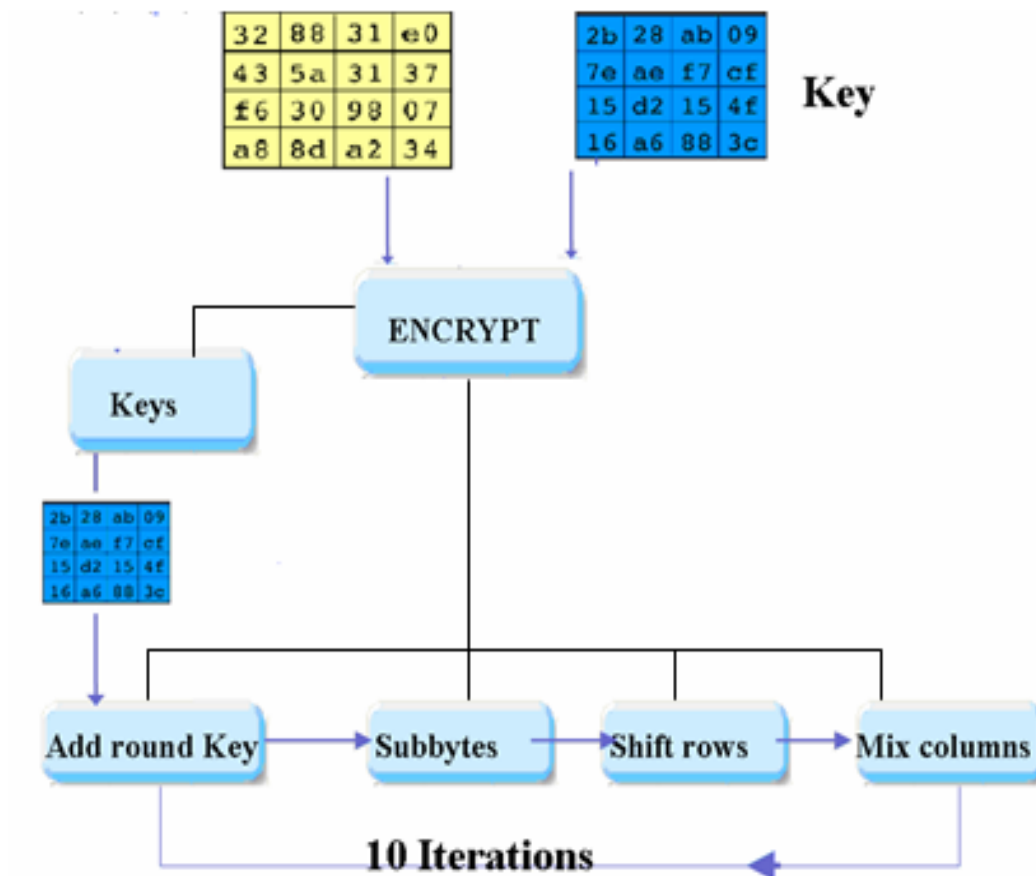 32 88 31 e0
43 5a 31 37
f6 30 98 07
a8 8d a2 34
2b 28 ab 09
7e ae f7 cf
15 d2 15 4f
16 a6 88 3c
Key
ENCRYPT
Keys
2b 28 ab 09
7e ae f7 cf
15 d2 15 4f
16 a6 88 3c
Add round Key
Subbytes
Shift rows
Mix columns
10 Iterations